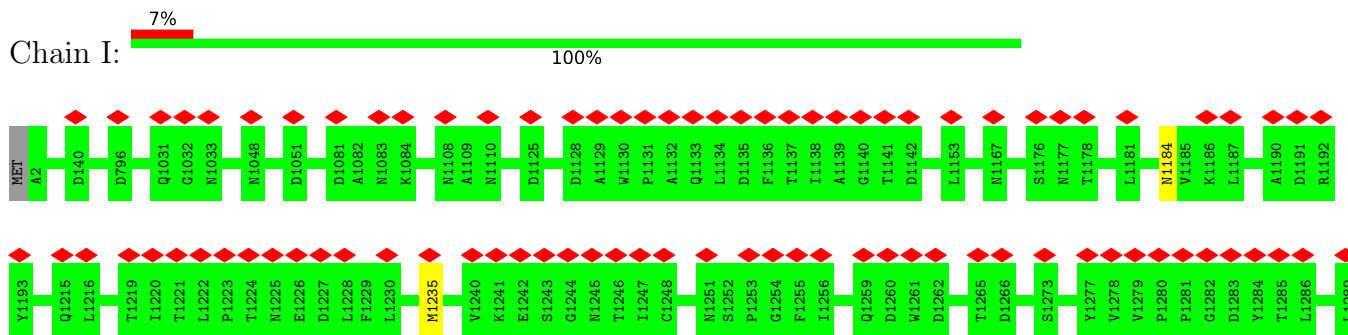 7%
Chain I:
100%
MET A2 D140 D796 Q1031 G1032 N1033 N1048 D1051 D1081 A1082 N1083 K1084 N1108 A1109 N1110 D1125 D1128 A1129 W1130 P1131 A1132 Q1133 L1134 D1135 F1136 T1137 I1138 A1139 G1140 T1141 D1142 L1153 N1167 S1176 N1177 T1178 L1181 N1184 V1185 K1186 L1187 A1190 D1191 R1192
Y1193 Q1215 L1216 T1219 I1220 T1221 L1222 P1223 T1224 N1225 E1226 D1227 L1228 F1229 L1230 M1235 V1240 K1241 E1242 S1243 G1244 N1245 T1246 I1247 C1248 N1251 S1252 P1253 G1254 F1255 I1256 Q1259 D1260 W1261 D1262 T1265 D1266 S1273 Y1277 V1278 V1279 P1280 P1281 G1282 D1283 Y1284 T1285 L1286 L1289